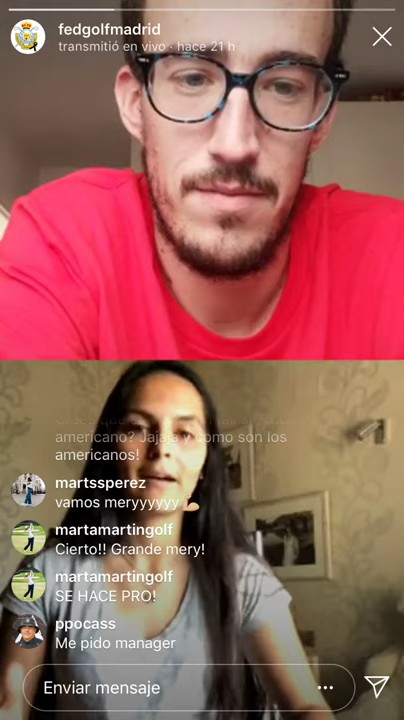 fedgolfmadrid
transmitió en vivo · hace 21 h
americano? Jajaja y como son los
americanos!
martssperez
vamos meryyyyyy 💪🏼
martamartingolf
Cierto!! Grande mery!
martamartingolf
SE HACE PRO!
ppocass
Me pido manager
Enviar mensaje